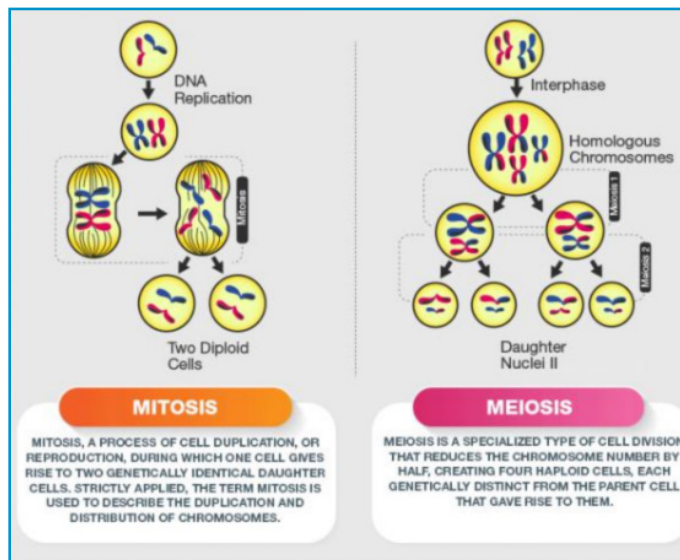 DNA
Replication
Mitosis
Two Diploid
Cells
MITOSIS
MITOSIS, A PROCESS OF CELL DUPLICATION, OR
REPRODUCTION, DURING WHICH ONE CELL GIVES
RISE TO TWO GENETICALLY IDENTICAL DAUGHTER
CELLS. STRICTLY APPLIED, THE TERM MITOSIS IS
USED TO DESCRIBE THE DUPLICATION AND
DISTRIBUTION OF CHROMOSOMES.
Interphase
Homologous
Chromosomes
Meiosis 1
Meiosis 2
Daughter
Nuclei II
MEIOSIS
MEIOSIS IS A SPECIALIZED TYPE OF CELL DIVISION
THAT REDUCES THE CHROMOSOME NUMBER BY
HALF, CREATING FOUR HAPLOID CELLS, EACH
GENETICALLY DISTINCT FROM THE PARENT CELL
THAT GAVE RISE TO THEM.